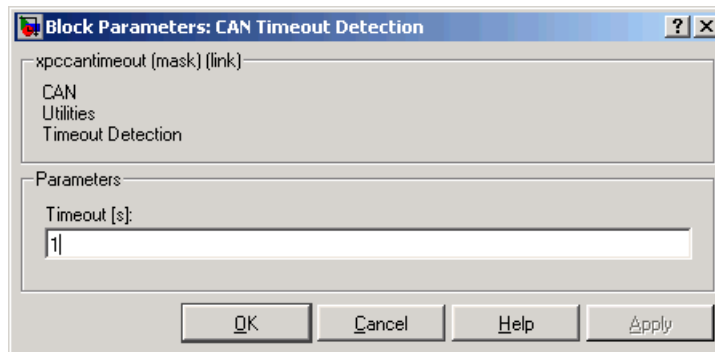 Block Parameters: CAN Timeout Detection
xpccantimeout (mask) (link)
CAN
Utilities
Timeout Detection
Parameters
Timeout [s]:
1
OK Cancel Help Apply